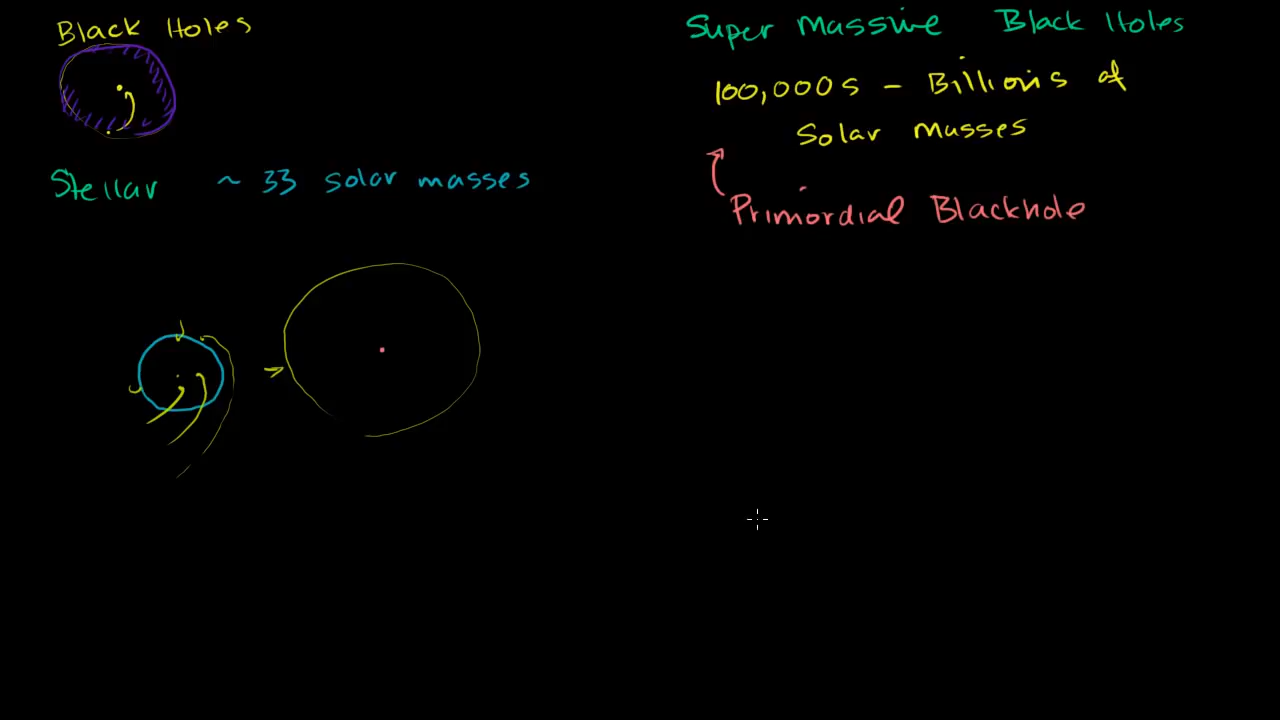 Black Holes
Stellar ~ 33 solar masses
Super Massive Black Holes
100,000s - Billions of
Solar Masses
Primordial Blackhole